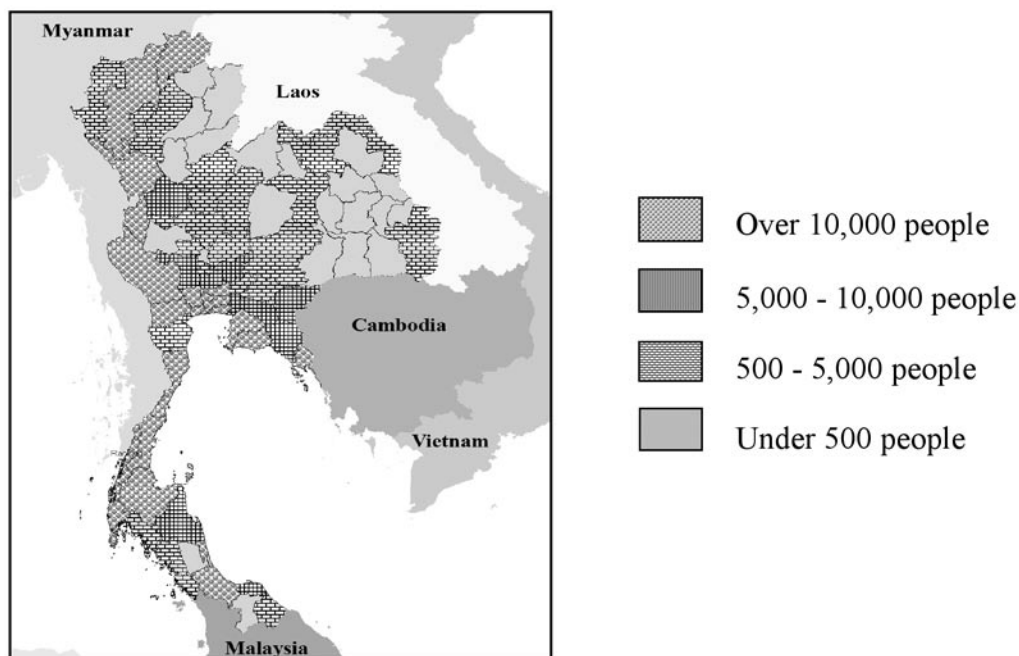 Myanmar
Laos
Cambodia
Vietnam
Malaysia
Over 10,000 people
5,000 - 10,000 people
500 - 5,000 people
Under 500 people